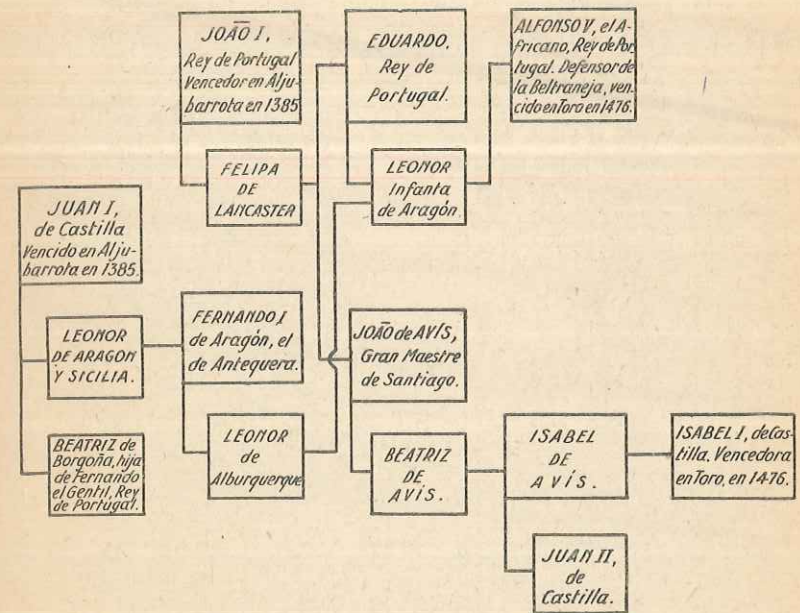 JOÃO I,
Rey de Portugal
Vencedor en Alju-
barrota en 1385
EDUARDO,
Rey de
Portugal.
ALFONSO V, el A-
fricano, Rey de Por-
tugal. Defensor de
la Beltraneja, ven-
cido en Toro en 1476.
FELIPA
DE
LANCASTER
LEONOR
Infanta
de Aragón.
JUAN I,
de Castilla
Vencido en Alju-
barrota en 1385.
FERNANDO I
de Aragón, el
de Antequera.
JOÃO de AVÍS,
Gran Maestre
de Santiago.
LEONOR
DE ARAGON
Y SICILIA.
BEATRIZ de
Borgoña, hija
de Fernando
el Gentil, Rey
de Portugal.
LEONOR
de
Alburquerque
BEATRIZ
DE
AVÍS.
ISABEL
DE
AVÍS.
ISABEL I, de Cas-
tilla. Vencedora
en Toro, en 1476.
JUAN II,
de
Castilla.